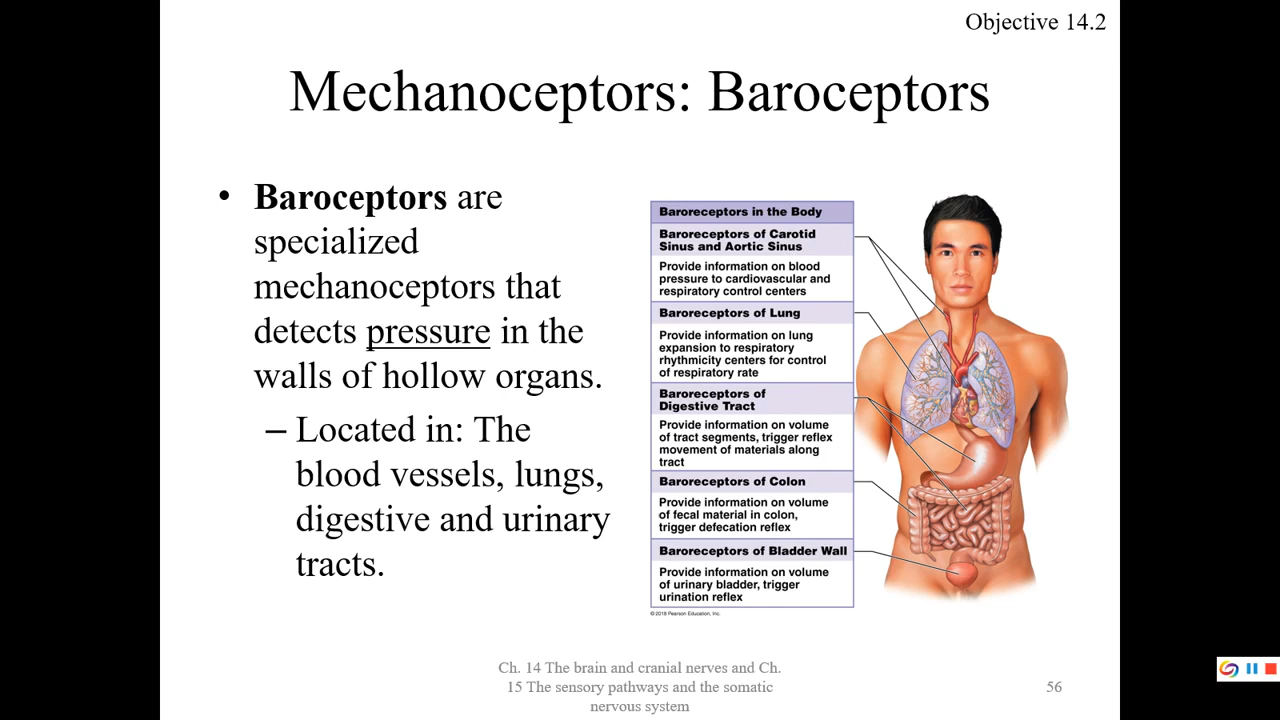 Objective 14.2
Mechanoceptors: Baroceptors
• Baroceptors are
specialized
mechanoceptors that
detects pressure in the
walls of hollow organs.
– Located in: The
blood vessels, lungs,
digestive and urinary
tracts.
Baroreceptors in the Body
Baroreceptors of Carotid
Sinus and Aortic Sinus
Provide information on blood
pressure to cardiovascular and
respiratory control centers
Baroreceptors of Lung
Provide information on lung
expansion to respiratory
rhythmicity centers for control
of respiratory rate
Baroreceptors of
Digestive Tract
Provide information on volume
of tract segments, trigger reflex
movement of materials along
tract
Baroreceptors of Colon
Provide information on volume
of fecal material in colon,
trigger defecation reflex
Baroreceptors of Bladder Wall
Provide information on volume
of urinary bladder, trigger
urination reflex
© 2018 Pearson Education, Inc.
Ch. 14 The brain and cranial nerves and Ch.
15 The sensory pathways and the somatic
nervous system
56